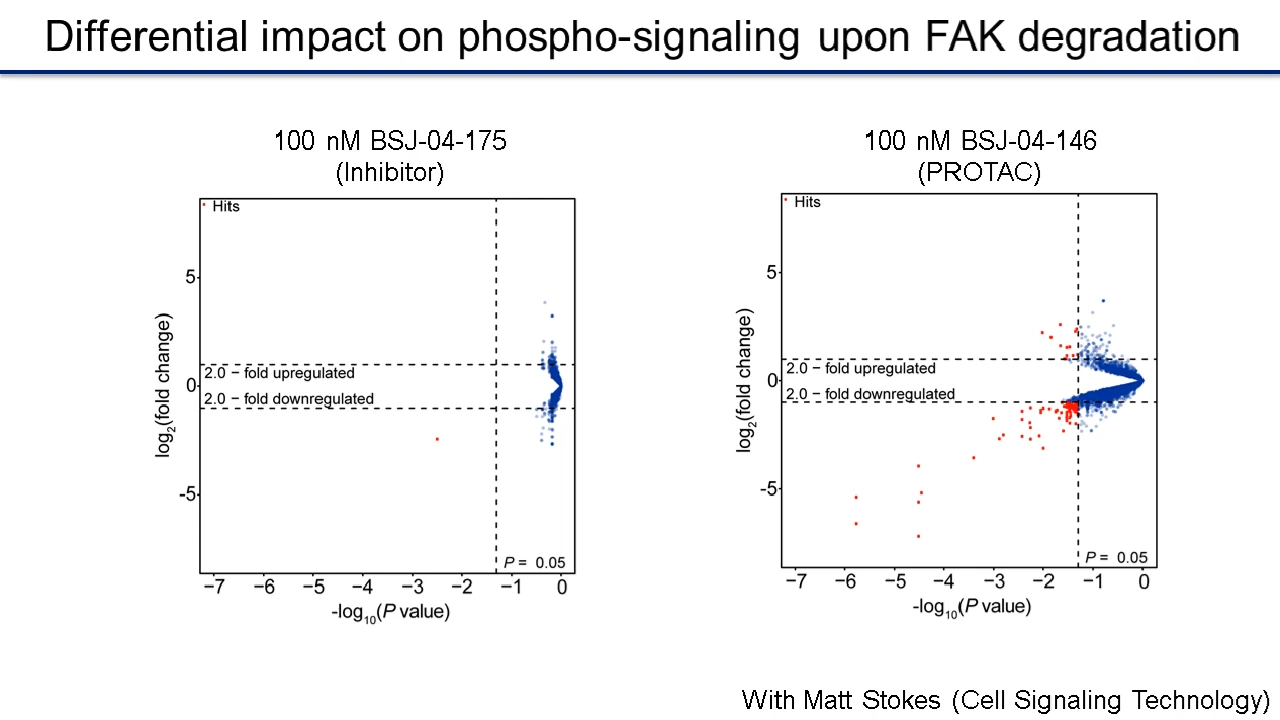 Differential impact on phospho-signaling upon FAK degradation
100 nM BSJ-04-175
(Inhibitor)
Hits
5
0
-5
log2(fold change)
2.0 − fold upregulated
2.0 − fold downregulated
P = 0.05
−7 −6 −5 −4 −3 −2 −1 0
-log10(P value)
100 nM BSJ-04-146
(PROTAC)
Hits
5
0
-5
log2(fold change)
2.0 − fold upregulated
2.0 − fold downregulated
P = 0.05
−7 −6 −5 −4 −3 −2 −1 0
-log10(P value)
With Matt Stokes (Cell Signaling Technology)